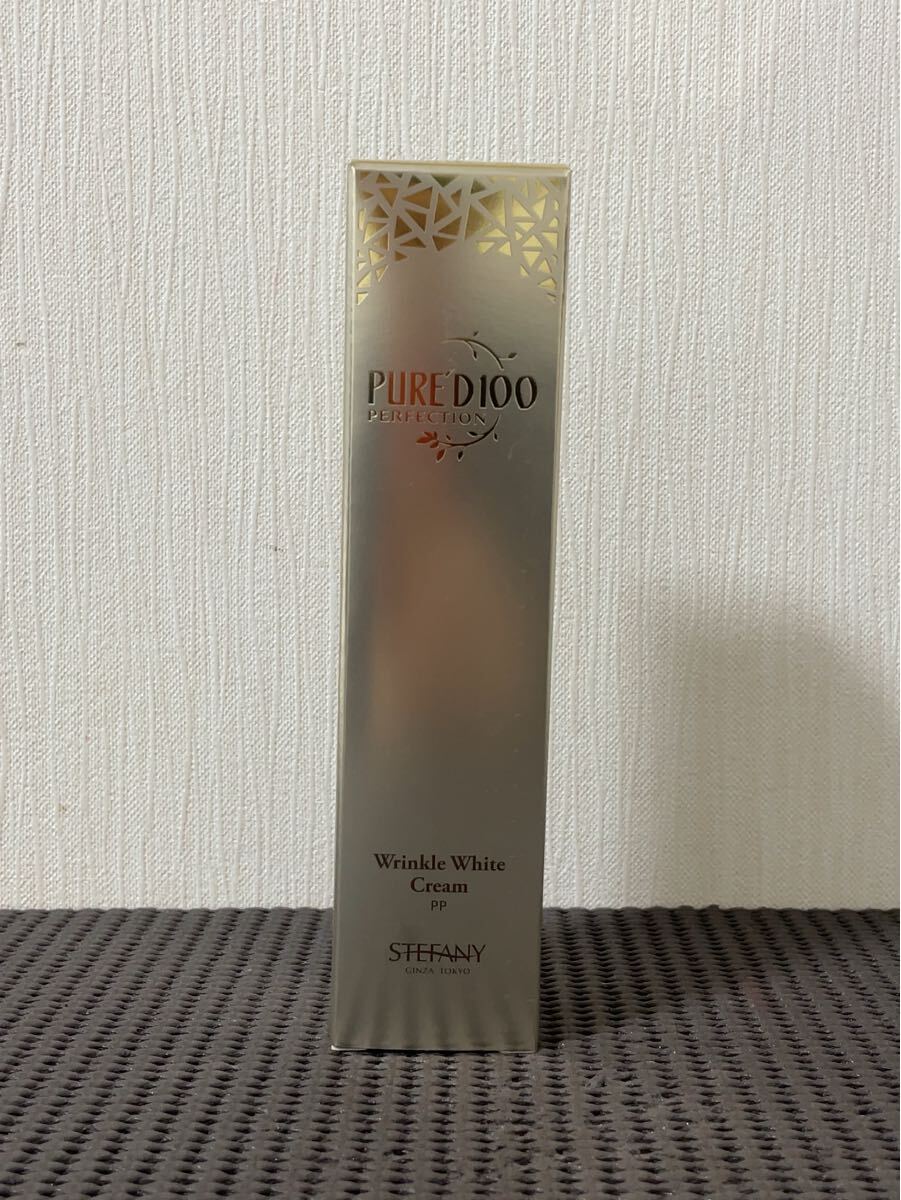 PURE'D100
PERFECTION
Wrinkle White
Cream
PP
STEFANY
GINZA TOKYO